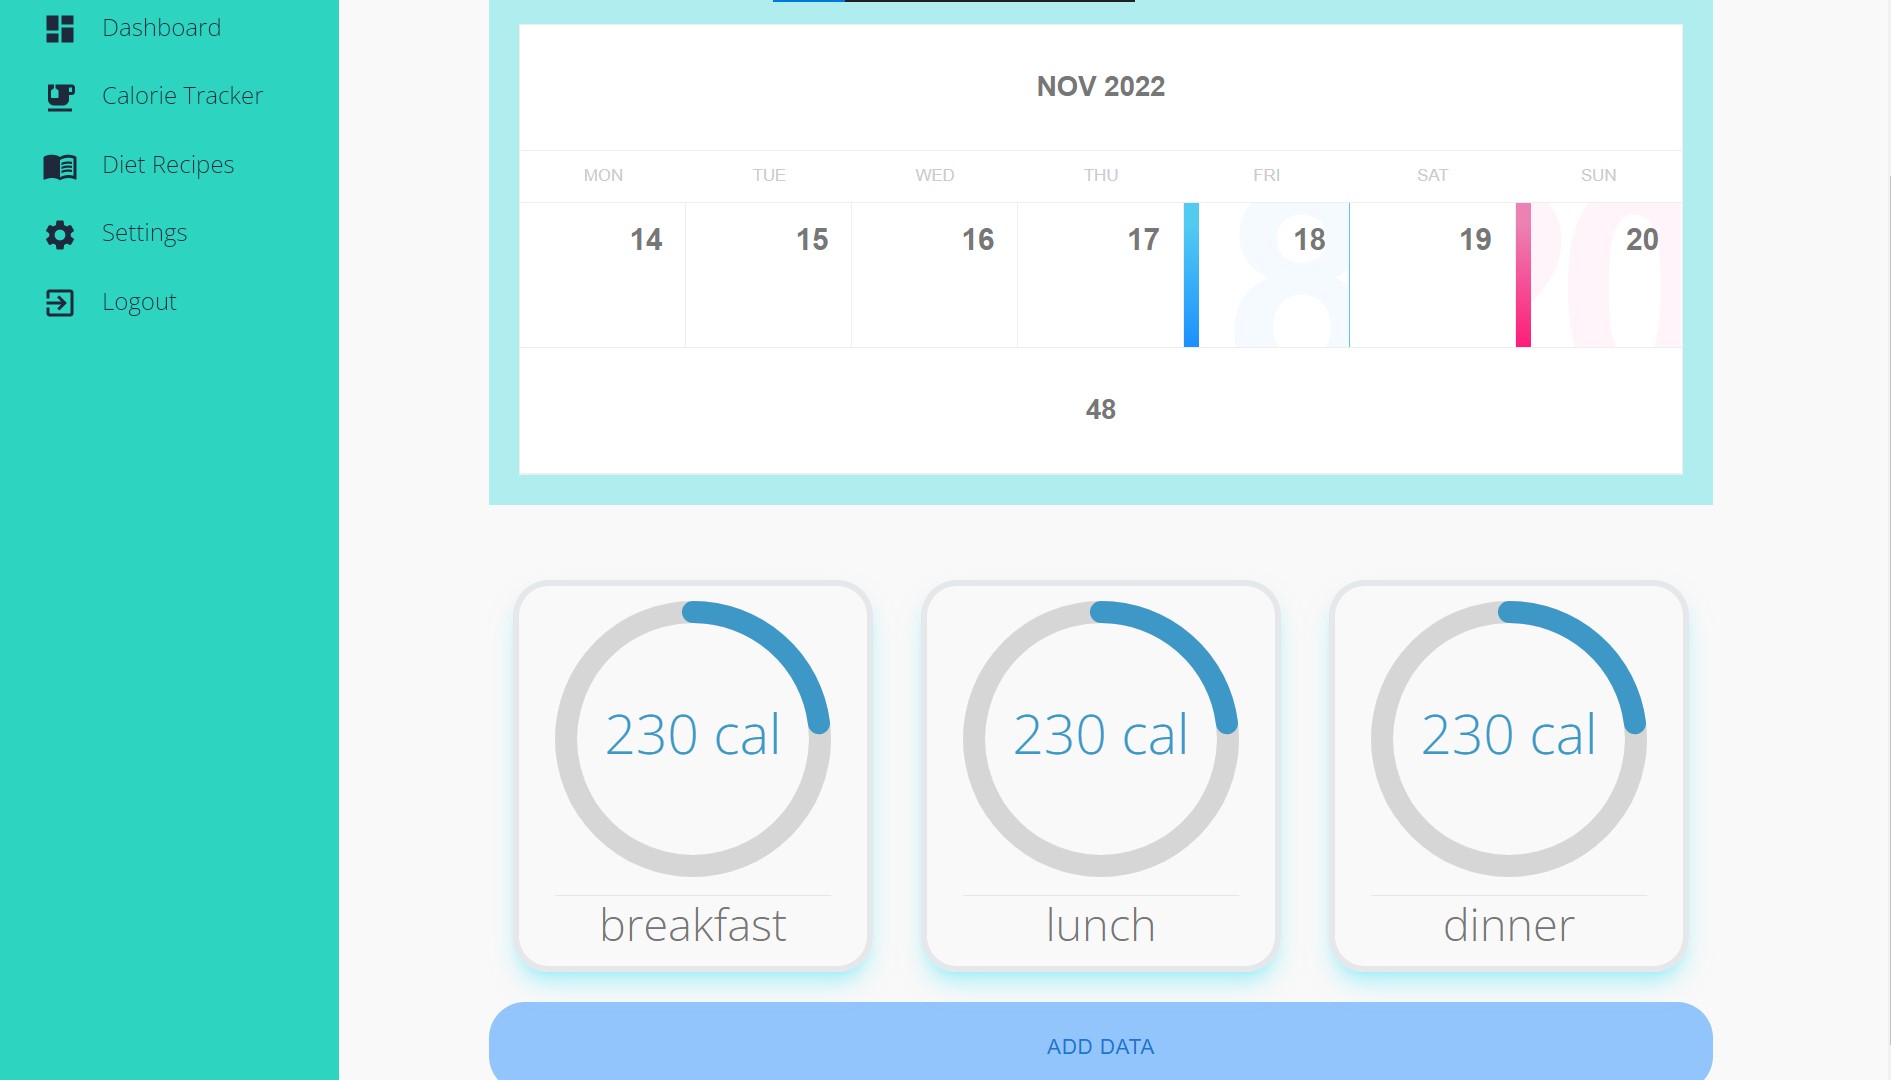 Dashboard
Calorie Tracker
Diet Recipes
Settings
Logout
NOV 2022
MON TUE WED THU FRI SAT SUN
14 15 16 17 18 19 20
48
230 cal 230 cal 230 cal
breakfast lunch dinner
ADD DATA